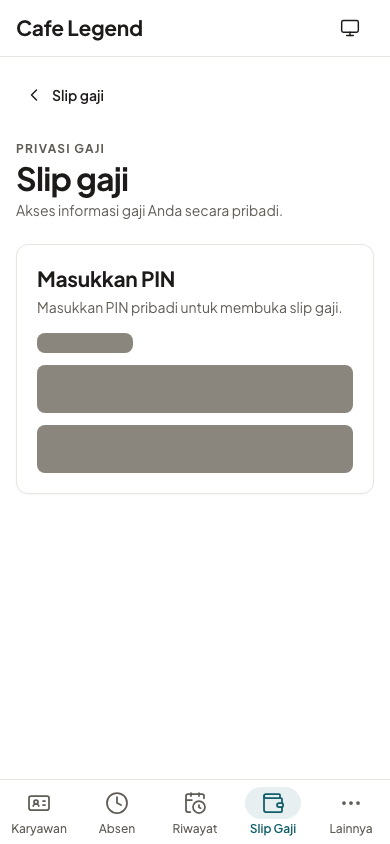 Cafe Legend
Slip gaji
PRIVASI GAJI
Slip gaji
Akses informasi gaji Anda secara pribadi.
Masukkan PIN
Masukkan PIN pribadi untuk membuka slip gaji.
Karyawan
Absen
Riwayat
Slip Gaji
Lainnya